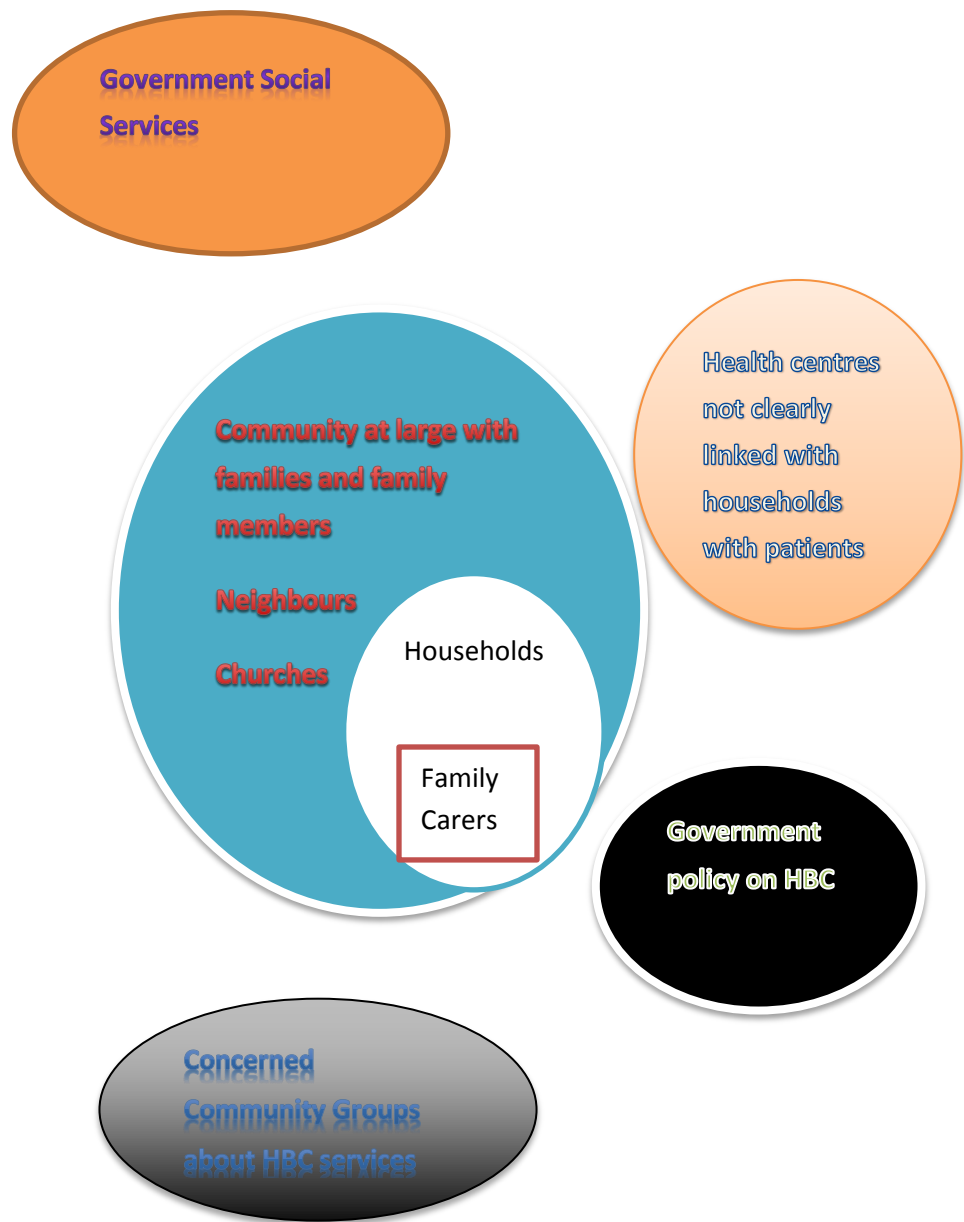 Government Social
Services
Health centres
not clearly
linked with
households
with patients
Community at large with
families and family
members
Neighbours
Churches
Households
Family
Carers
Government
policy on HBC
Concerned
Community Groups
about HBC services